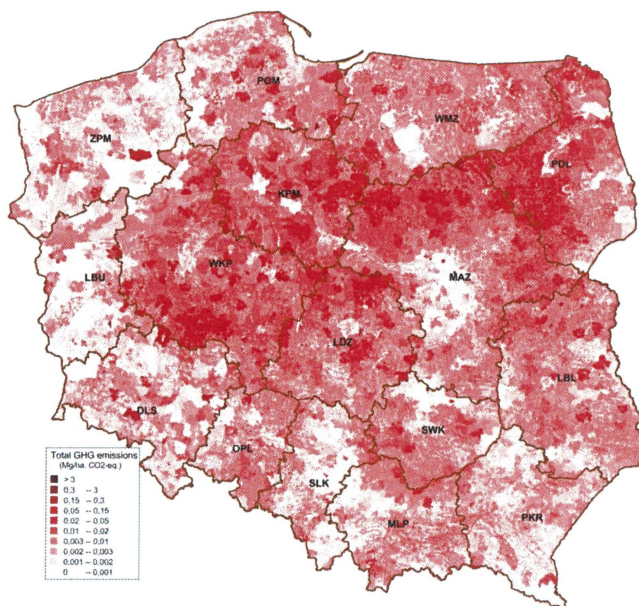 POM
WMZ
ZPM
PDL
KPM
WKP
MAZ
LBU
LDZ
LBL
DLS
SWK
OPL
SLK
MLP
PKR
Total GHG emissions
(Mg/ha, CO2-eq.)
> 3
0,3 -- 3
0,15 -- 0,3
0,05 -- 0,15
0,02 -- 0,05
0,01 -- 0,02
0,003 -- 0,01
0,002 -- 0,003
0,001 -- 0,002
0 -- 0,001